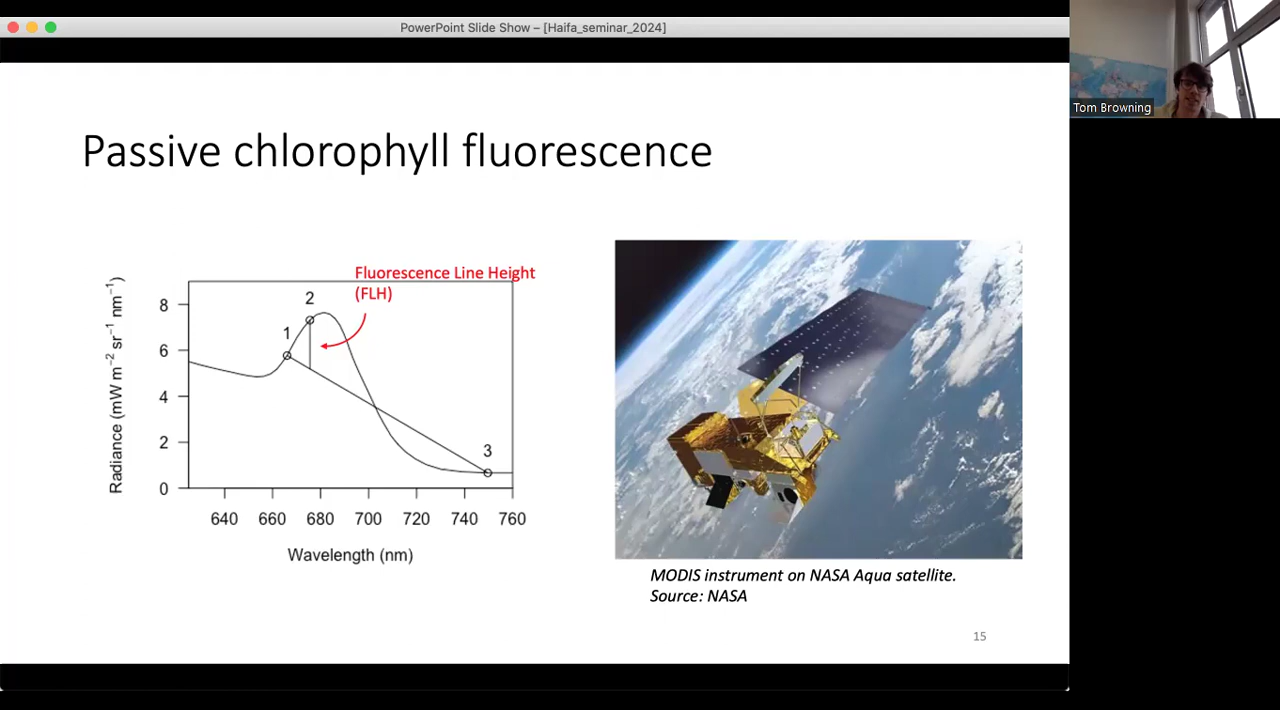 PowerPoint Slide Show – [Haifa_seminar_2024]
Tom Browning
Passive chlorophyll fluorescence
Fluorescence Line Height
(FLH)
Radiance (mW m⁻² sr⁻¹ nm⁻¹)
8
6
4
2
0
1
2
3
640 660 680 700 720 740 760
Wavelength (nm)
MODIS instrument on NASA Aqua satellite.
Source: NASA
15